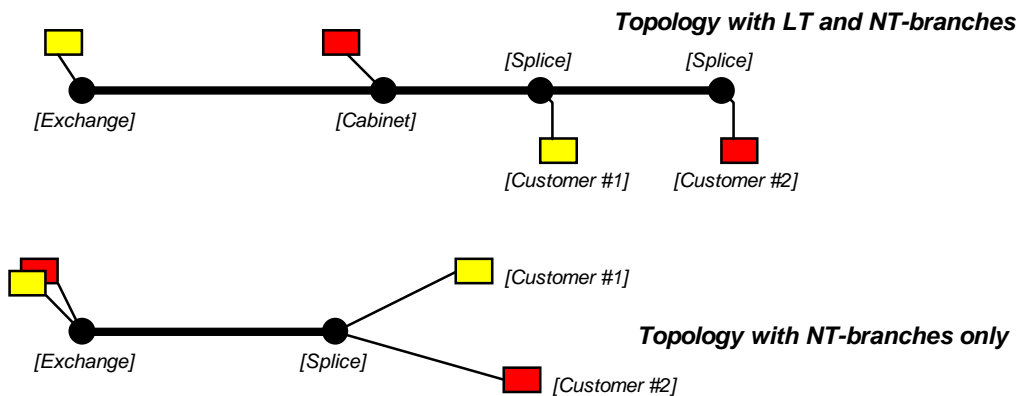 Topology with LT and NT-branches
[Splice]
[Splice]
[Exchange]
[Cabinet]
[Customer #1]
[Customer #2]
[Customer #1]
Topology with NT-branches only
[Exchange]
[Splice]
[Customer #2]